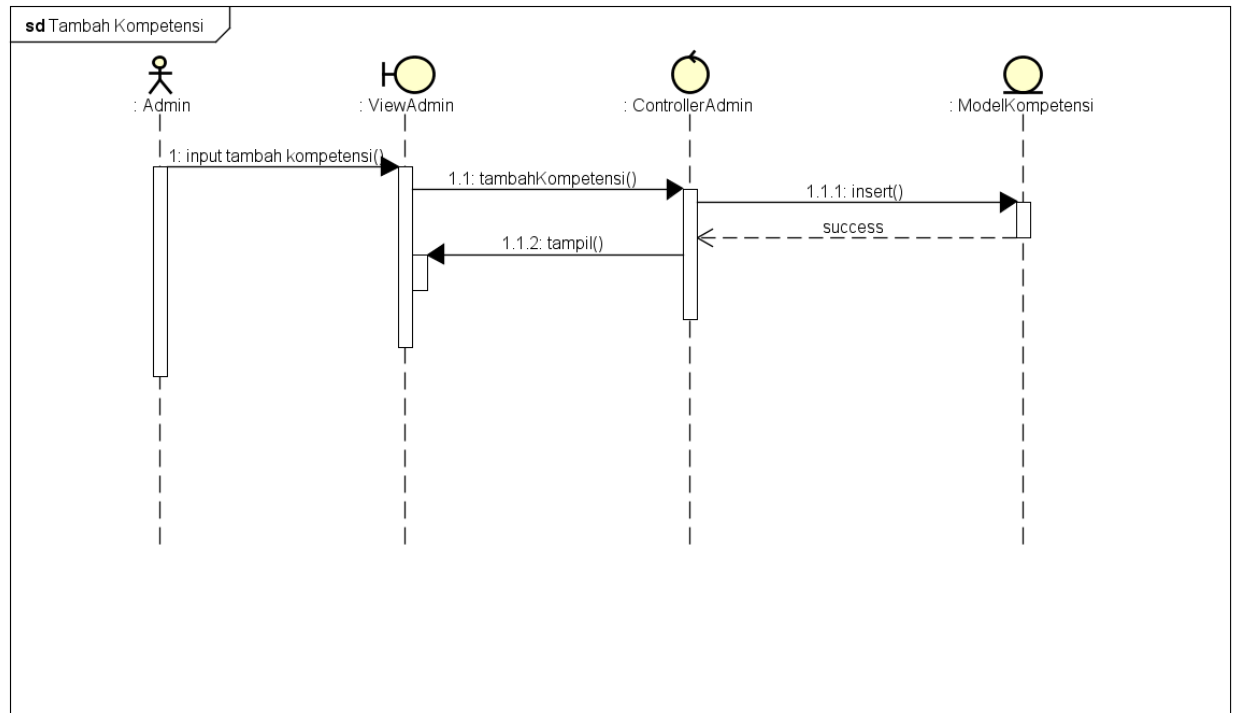 sd Tambah Kompetensi
: Admin
: ViewAdmin
: ControllerAdmin
: ModelKompetensi
1: input tambah kompetensi()
1.1: tambahKompetensi()
1.1.1: insert()
success
1.1.2: tampil()